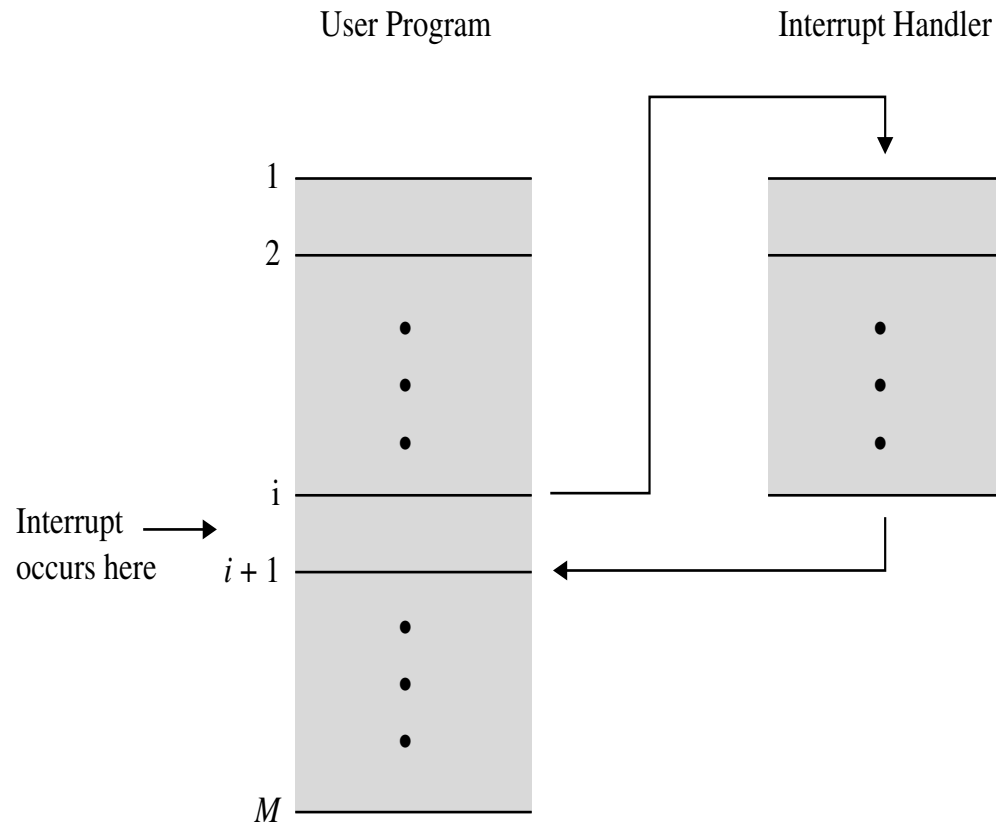 User Program
Interrupt Handler
1
2
i
Interrupt
occurs here
i + 1
M